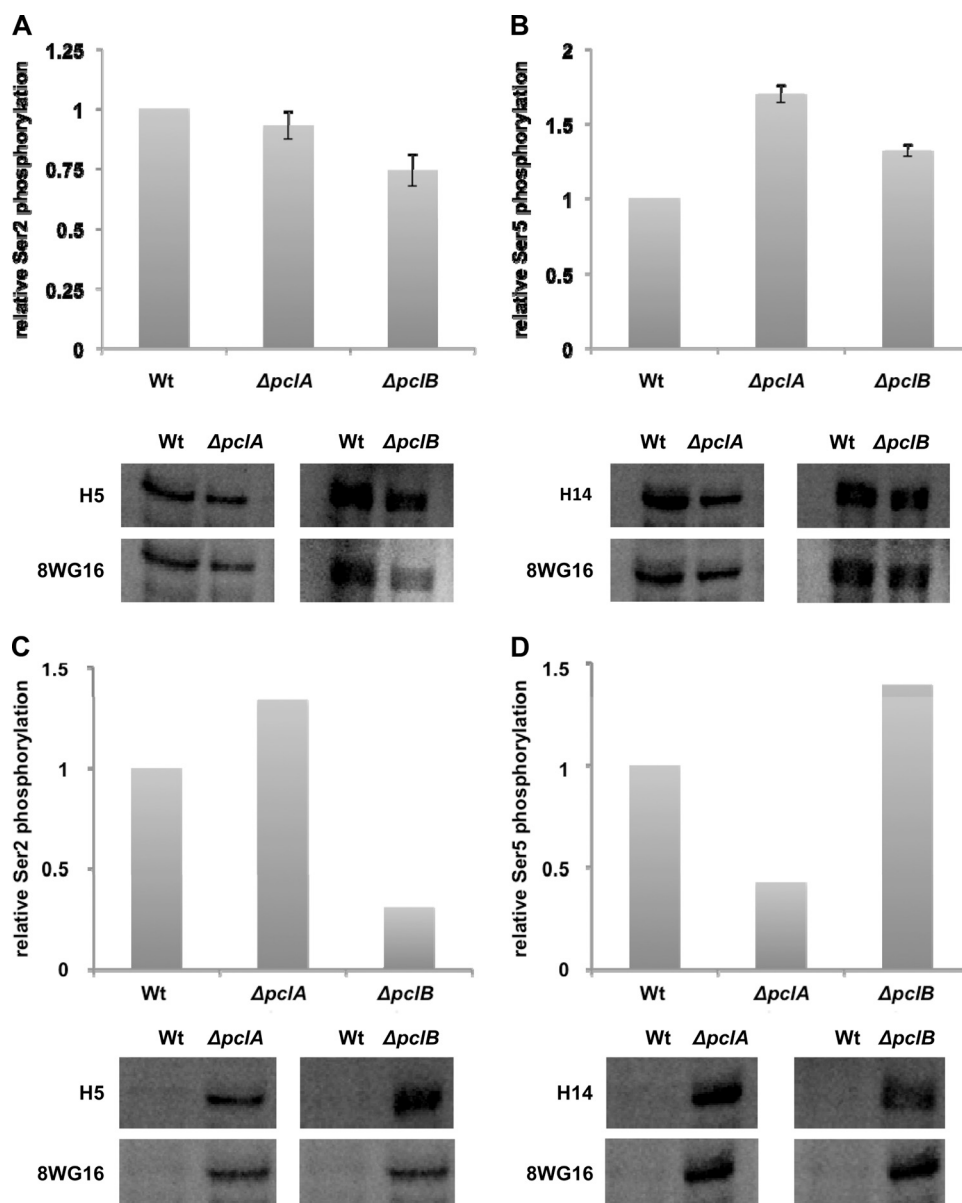 A
relative Ser2 phosphorylation
1.25
1
0.75
0.5
0.25
0
Wt ΔpclA ΔpclB
Wt ΔpclA Wt ΔpclB
H5
8WG16
B
relative Ser5 phosphorylation
2
1.5
1
0.5
0
Wt ΔpclA ΔpclB
Wt ΔpclA Wt ΔpclB
H14
8WG16
C
relative Ser2 phosphorylation
1.5
1
0.5
0
Wt ΔpclA ΔpclB
Wt ΔpclA Wt ΔpclB
H5
8WG16
D
relative Ser5 phosphorylation
1.5
1
0.5
0
Wt ΔpclA ΔpclB
Wt ΔpclA Wt ΔpclB
H14
8WG16